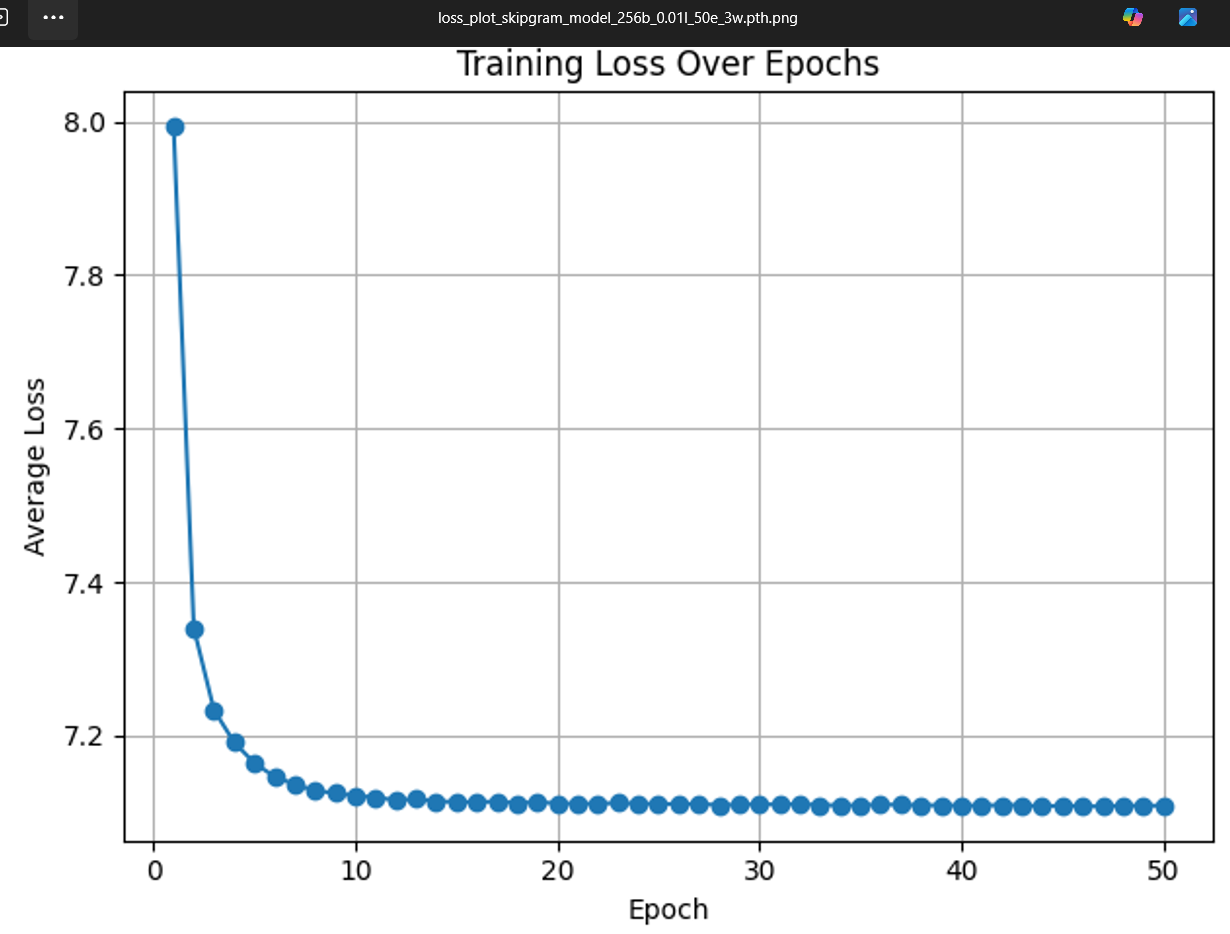 loss_plot_skipgram_model_256b_0.01l_50e_3w.pth.png
Training Loss Over Epochs
8.0
7.8
7.6
7.4
7.2
Average Loss
0 10 20 30 40 50
Epoch